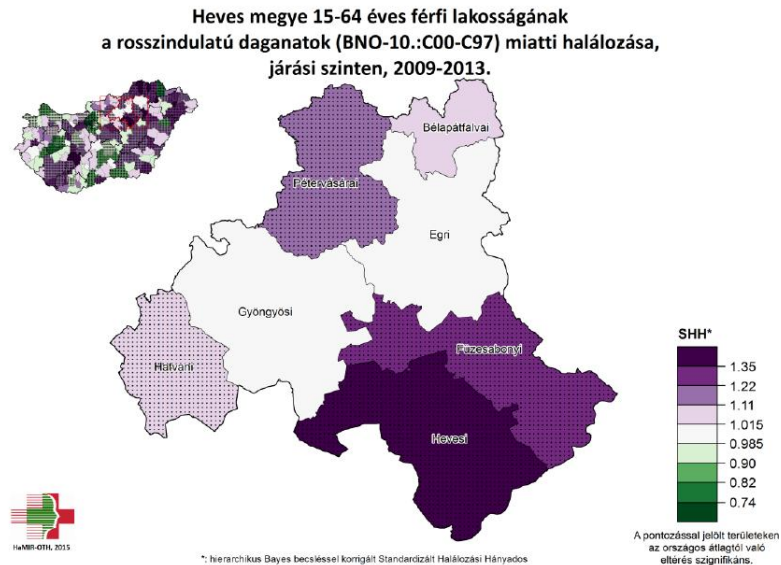 Heves megye 15-64 éves férfi lakosságának
a rosszindulatú daganatok (BNO-10.:C00-C97) miatti halálozása,
járási szinten, 2009-2013.
Bélapátfalvai
Pétervásárai
Egri
Gyöngyösi
Hatvani
Füzesabonyi
Hevesi
SHH*
1.35
1.22
1.11
1.015
0.985
0.90
0.82
0.74
A pontozással jelölt területeken
az országos átlagtól való
eltérés szignifikáns.
HaMIR-OTH, 2015
*: hierarchikus Bayes becsléssel korrigált Standardizált Halálozási Hányados